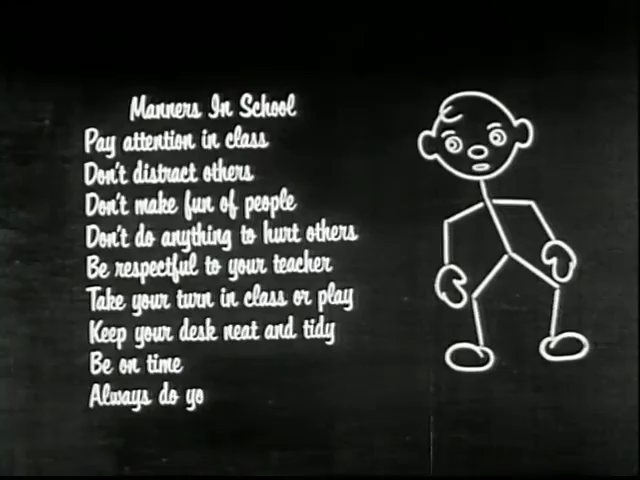 Manners In School
Pay attention in class
Don't distract others
Don't make fun of people
Don't do anything to hurt others
Be respectful to your teacher
Take your turn in class or play
Keep your desk neat and tidy
Be on time
Always do yo